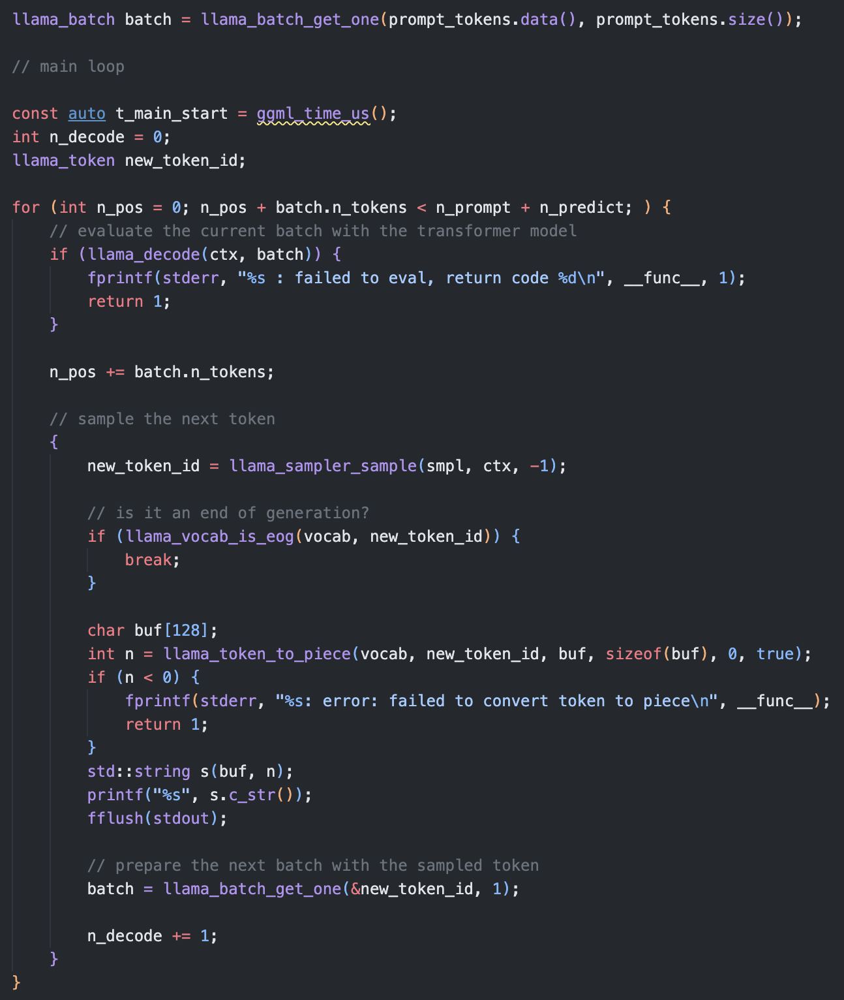 llama_batch batch = llama_batch_get_one(prompt_tokens.data(), prompt_tokens.size());
// main loop
const auto t_main_start = ggml_time_us();
int n_decode = 0;
llama_token new_token_id;
for (int n_pos = 0; n_pos + batch.n_tokens < n_prompt + n_predict; ) {
// evaluate the current batch with the transformer model
if (llama_decode(ctx, batch)) {
fprintf(stderr, "%s : failed to eval, return code %d\n", __func__, 1);
return 1;
}
n_pos += batch.n_tokens;
// sample the next token
{
new_token_id = llama_sampler_sample(smpl, ctx, -1);
// is it an end of generation?
if (llama_vocab_is_eog(vocab, new_token_id)) {
break;
}
char buf[128];
int n = llama_token_to_piece(vocab, new_token_id, buf, sizeof(buf), 0, true);
if (n < 0) {
fprintf(stderr, "%s: error: failed to convert token to piece\n", __func__);
return 1;
}
std::string s(buf, n);
printf("%s", s.c_str());
fflush(stdout);
// prepare the next batch with the sampled token
batch = llama_batch_get_one(&new_token_id, 1);
n_decode += 1;
}
}